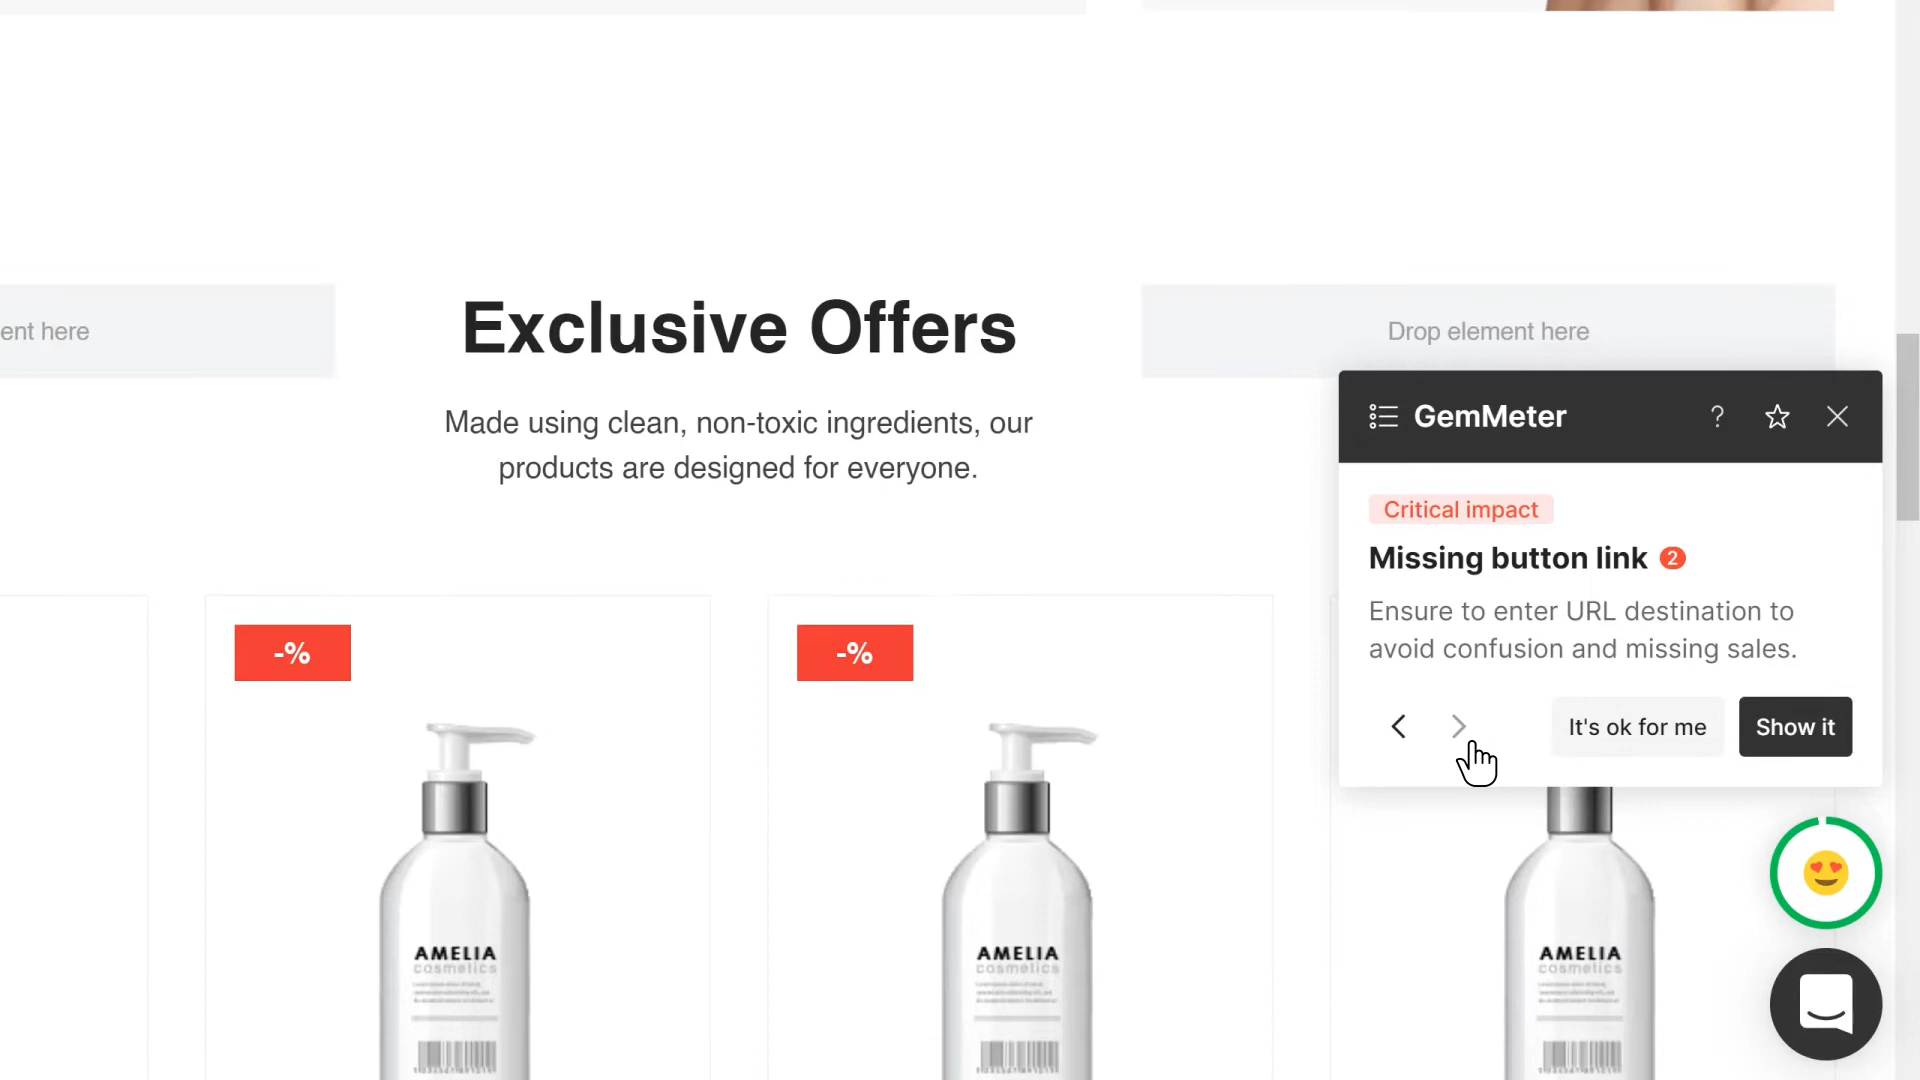 Exclusive Offers
ent here
Drop element here
Made using clean, non-toxic ingredients, our
products are designed for everyone.
GemMeter
?
Critical impact
Missing button link 2
Ensure to enter URL destination to
avoid confusion and missing sales.
It's ok for me
Show it
-%
-%
AMELIA
cosmetics
AMELIA
cosmetics
AMELIA
cosmetics